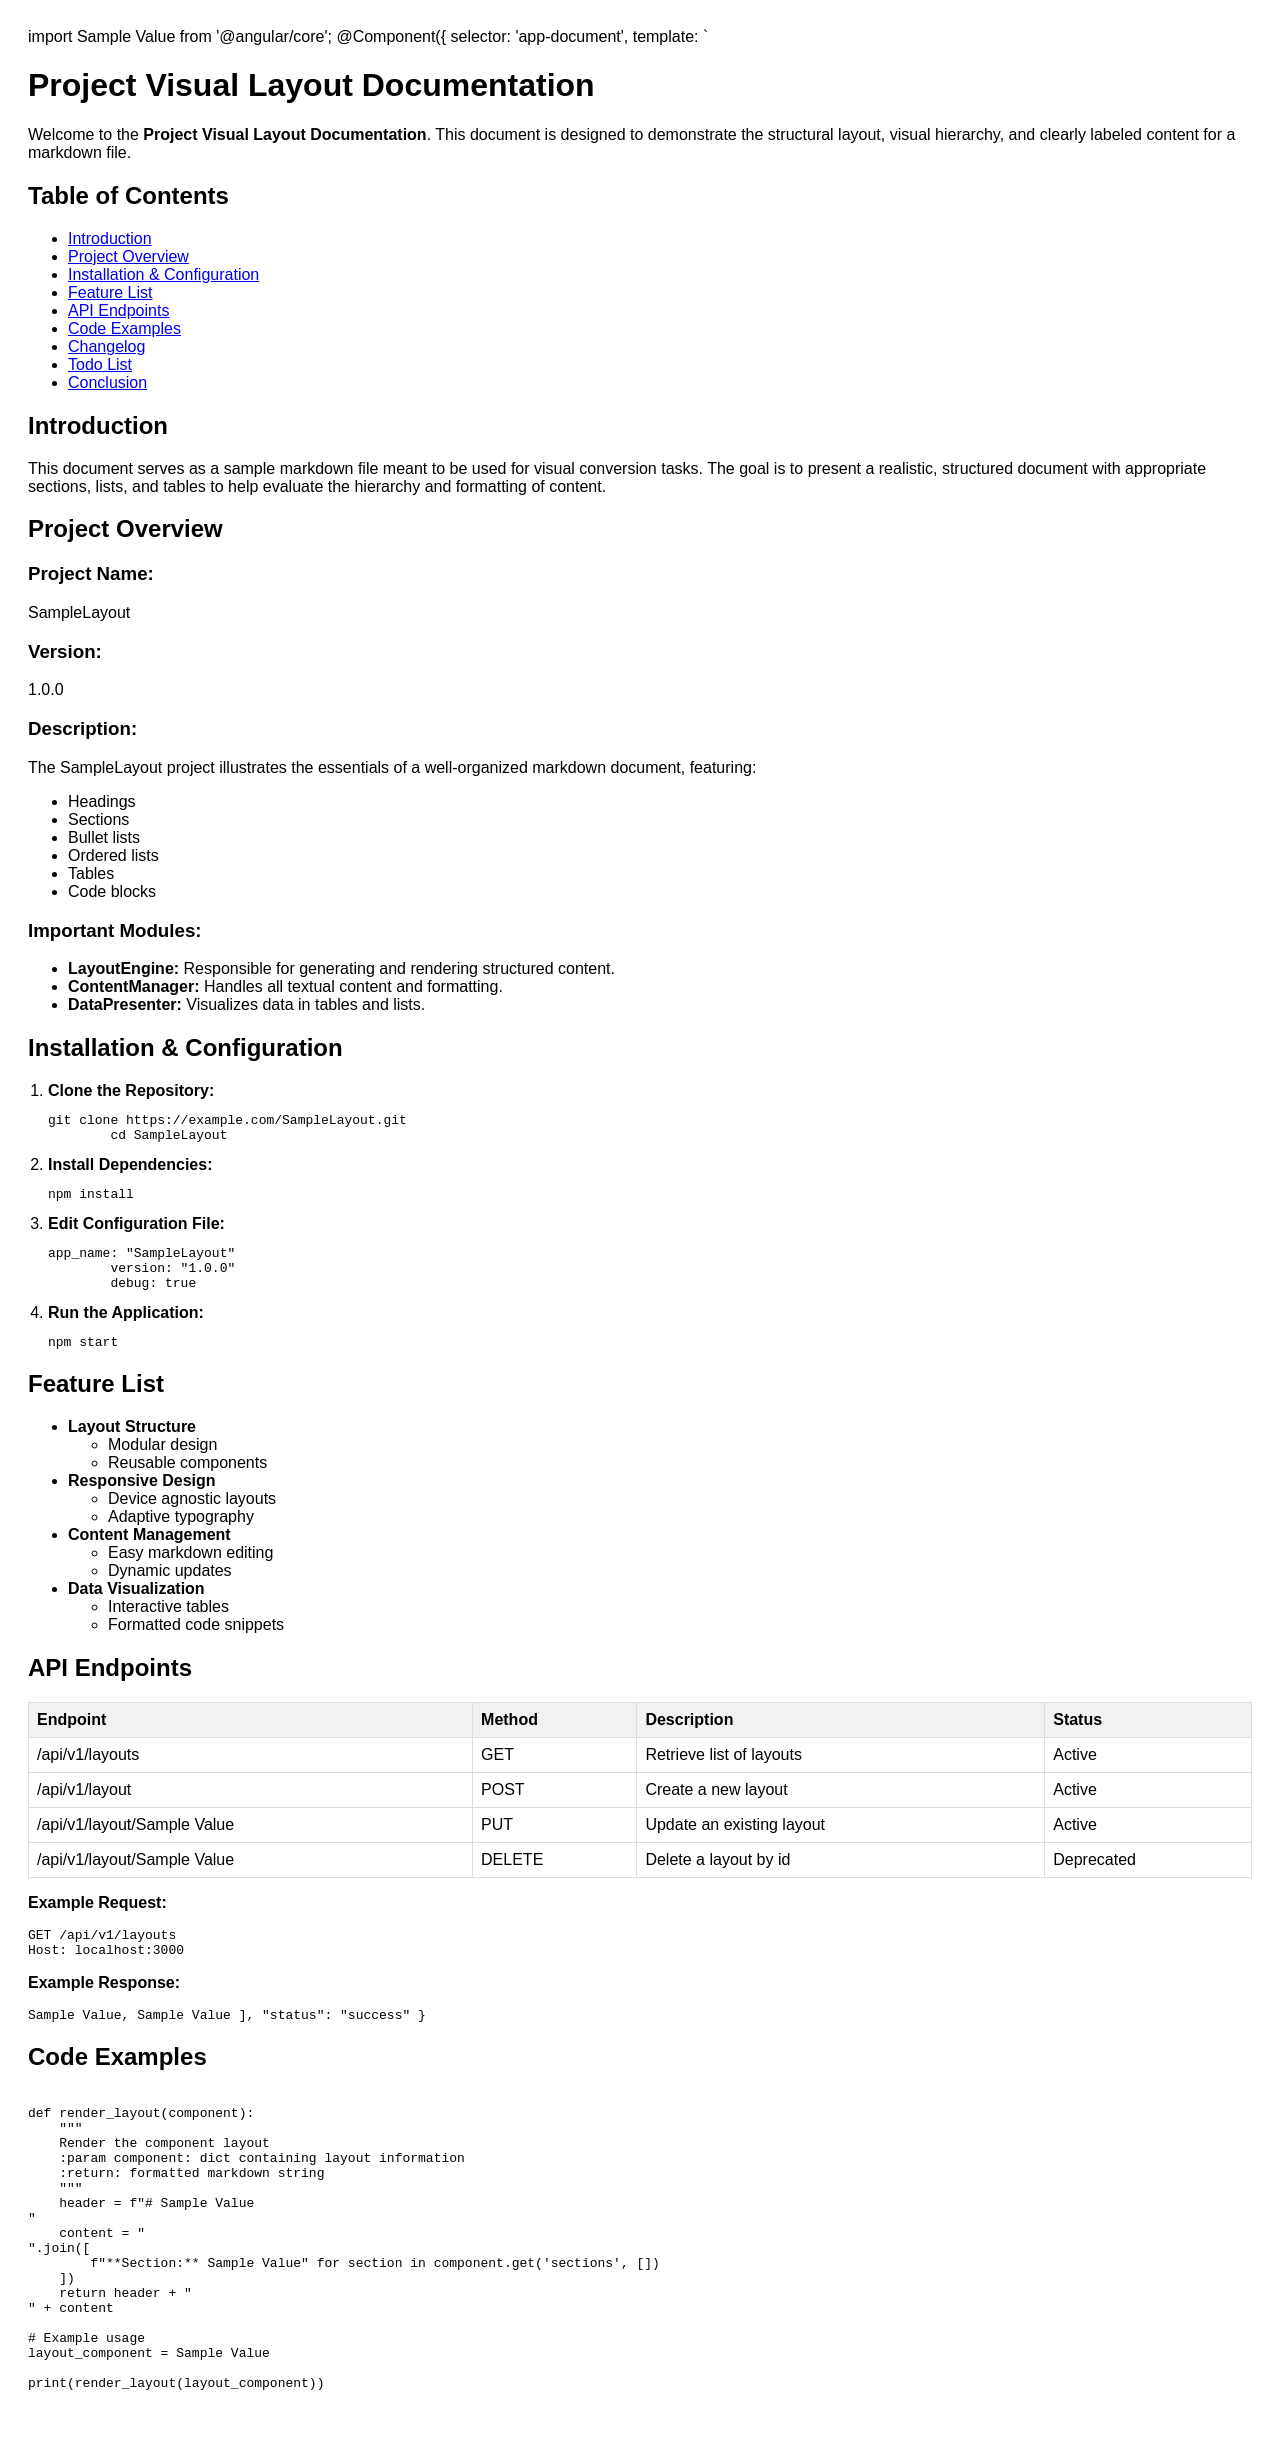 import Sample Value from '@angular/core'; @Component({ selector: 'app-document', template: `
Project Visual Layout Documentation
Welcome to the Project Visual Layout Documentation. This document is designed to demonstrate the structural layout, visual hierarchy, and clearly labeled content for a
markdown file.
Table of Contents
• Introduction
• Project Overview
• Installation & Configuration
• Feature List
• API Endpoints
• Code Examples
• Changelog
• Todo List
• Conclusion
Introduction
This document serves as a sample markdown file meant to be used for visual conversion tasks. The goal is to present a realistic, structured document with appropriate
sections, lists, and tables to help evaluate the hierarchy and formatting of content.
Project Overview
Project Name:
SampleLayout
Version:
1.0.0
Description:
The SampleLayout project illustrates the essentials of a well-organized markdown document, featuring:
• Headings
• Sections
• Bullet lists
• Ordered lists
• Tables
• Code blocks
Important Modules:
• LayoutEngine: Responsible for generating and rendering structured content.
• ContentManager: Handles all textual content and formatting.
• DataPresenter: Visualizes data in tables and lists.
Installation & Configuration
1. Clone the Repository:
git clone https://example.com/SampleLayout.git
        cd SampleLayout
2. Install Dependencies:
npm install
3. Edit Configuration File:
app_name: "SampleLayout"
        version: "1.0.0"
        debug: true
4. Run the Application:
npm start
Feature List
• Layout Structure
◦ Modular design
◦ Reusable components
• Responsive Design
◦ Device agnostic layouts
◦ Adaptive typography
• Content Management
◦ Easy markdown editing
◦ Dynamic updates
• Data Visualization
◦ Interactive tables
◦ Formatted code snippets
API Endpoints
Endpoint Method Description Status
/api/v1/layouts GET Retrieve list of layouts Active
/api/v1/layout POST Create a new layout Active
/api/v1/layout/Sample Value PUT Update an existing layout Active
/api/v1/layout/Sample Value DELETE Delete a layout by id Deprecated
Example Request:
GET /api/v1/layouts
Host: localhost:3000
Example Response:
Sample Value, Sample Value ], "status": "success" }
Code Examples
def render_layout(component):
    """
    Render the component layout
    :param component: dict containing layout information
    :return: formatted markdown string
    """
    header = f"# Sample Value
"
    content = "
".join([
        f"**Section:** Sample Value" for section in component.get('sections', [])
    ])
    return header + "
" + content
# Example usage
layout_component = Sample Value
print(render_layout(layout_component))